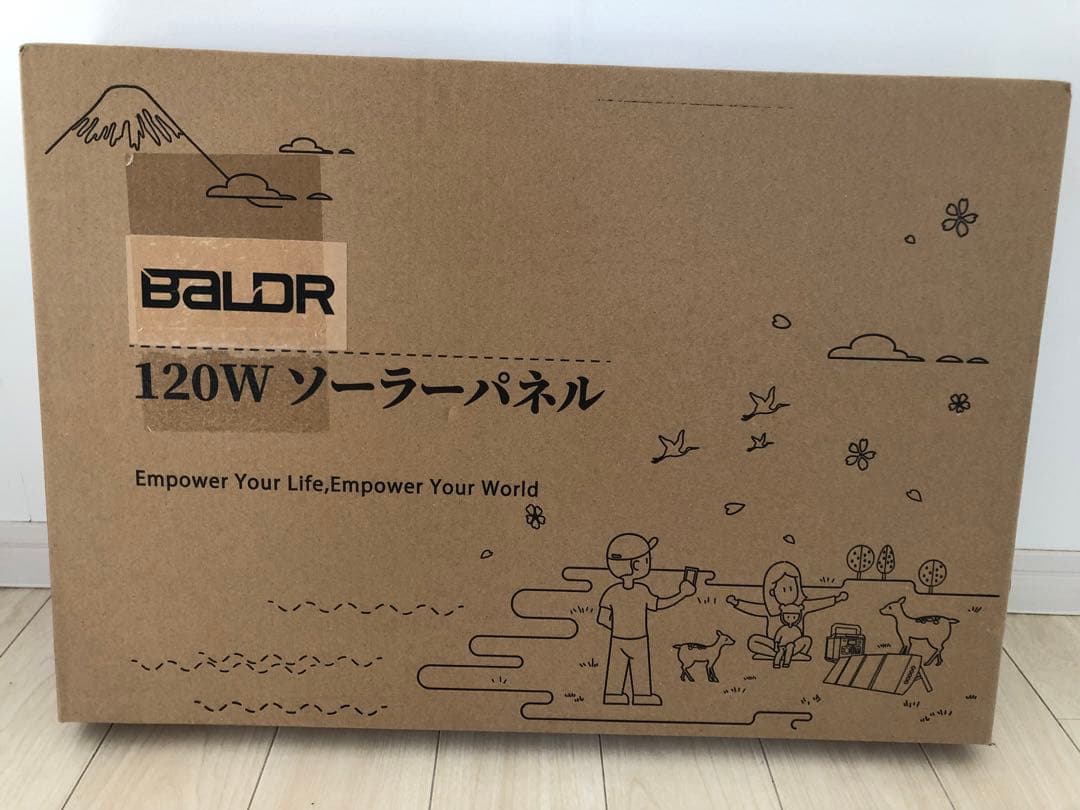 BaLDR
120W ソーラーパネル
Empower Your Life,Empower Your World